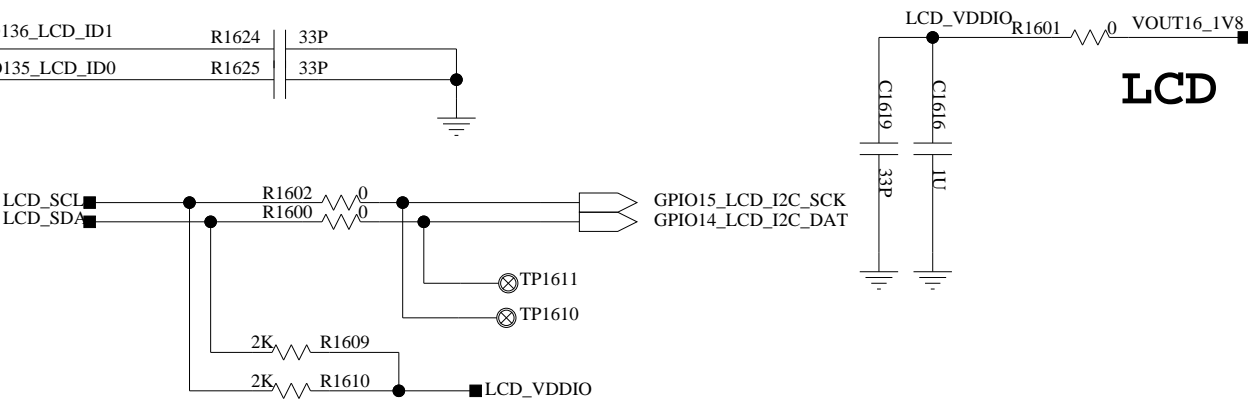 136_LCD_ID1 R1624 33P
135_LCD_ID0 R1625 33P
LCD_VDDIO R1601 0 VOUT16_1V8
LCD
C1619 C1616
33P 1U
LCD_SCL R1602 0 GPIO15_LCD_I2C_SCK
LCD_SDA R1600 0 GPIO14_LCD_I2C_DAT
TP1611
TP1610
2K R1609
2K R1610 LCD_VDDIO